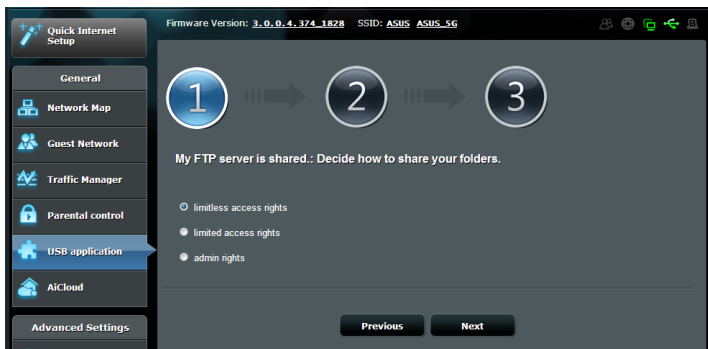 Quick Internet
Setup
Firmware Version: 3.0.0.4.374_1828 SSID: ASUS ASUS_5G
General
Network Map
Guest Network
Traffic Manager
Parental control
USB application
AiCloud
Advanced Settings
1
2
3
My FTP server is shared.: Decide how to share your folders.
limitless access rights
limited access rights
admin rights
Previous
Next